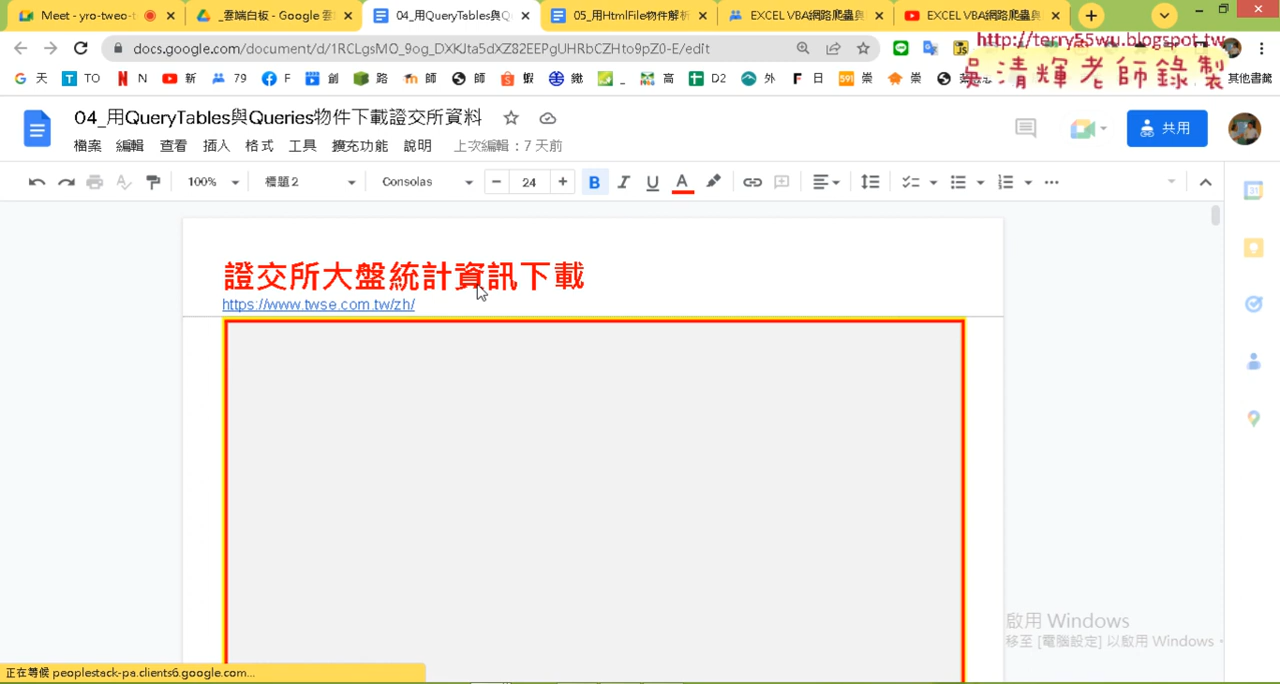 Meet - yro-tweo-t
_雲端白板 - Google 雲
04_用QueryTables與Q
05_用HtmlFile物件解析
EXCEL VBA網路爬蟲與
EXCEL VBA網路爬蟲與
docs.google.com/document/d/1RCLgsMO_9og_DXKJta5dXZ82EEPgUHRbCZHto9pZ0-E/edit
http://terry55wu.blogspot.tw
吳清輝老師錄製
天 TO N 新 79 F 創 路 師 師 蝦 鐵 _ 高 D2 外 日 崇 崇 其他書籤
04_用QueryTables與Queries物件下載證交所資料
檔案 編輯 查看 插入 格式 工具 擴充功能 說明 上次編輯：7 天前
共用
100% 標題 2 Consolas 24 B I U A
證交所大盤統計資訊下載
https://www.twse.com.tw/zh/
啟用 Windows
移至 [電腦設定] 以啟用 Windows。
正在等候 peoplestack-pa.clients6.google.com...